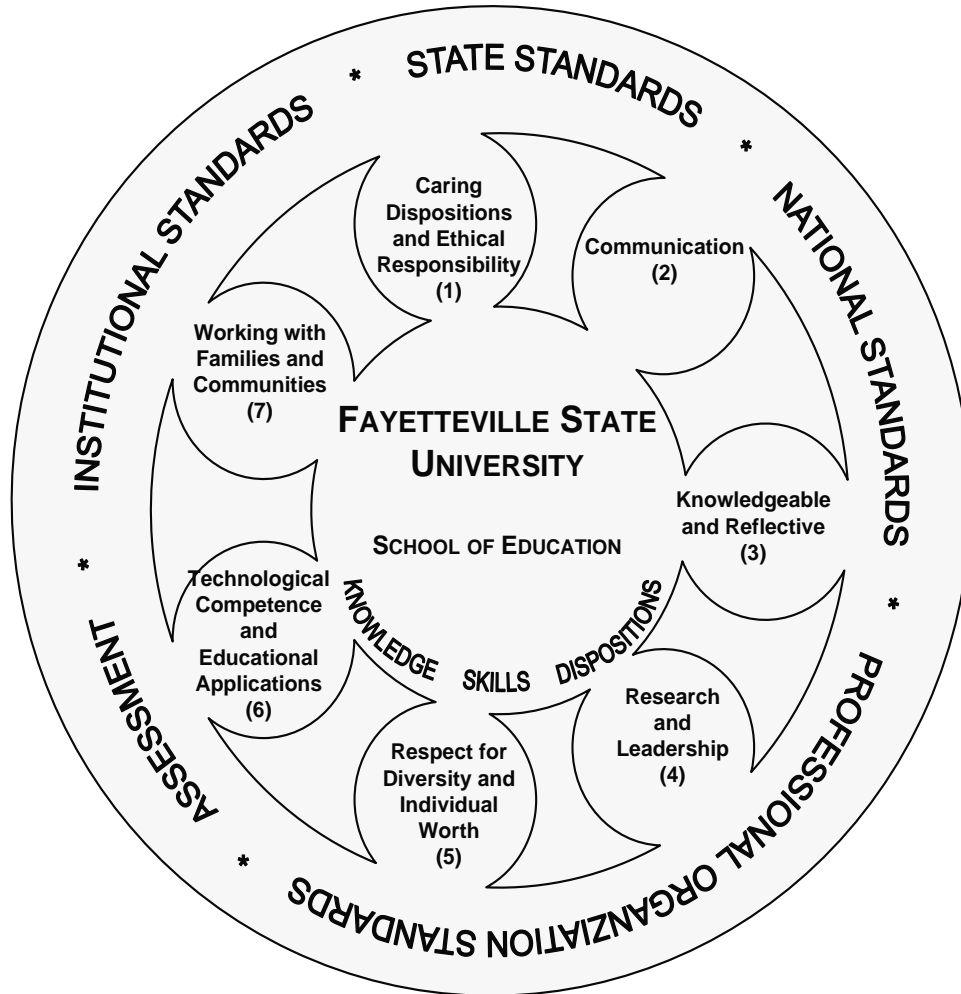 * STATE STANDARDS
* NATIONAL STANDARDS
* PROFESSIONAL ORGANZIATION STANDARDS
* ASSESSMENT
* INSTITUTIONAL STANDARDS
Caring
Dispositions
and Ethical
Responsibility
(1)
Communication
(2)
Knowledgeable
and Reflective
(3)
Research
and
Leadership
(4)
Respect for
Diversity and
Individual
Worth
(5)
Technological
Competence
and
Educational
Applications
(6)
Working with
Families and
Communities
(7)
FAYETTEVILLE STATE
UNIVERSITY
SCHOOL OF EDUCATION
KNOWLEDGE SKILLS DISPOSITIONS